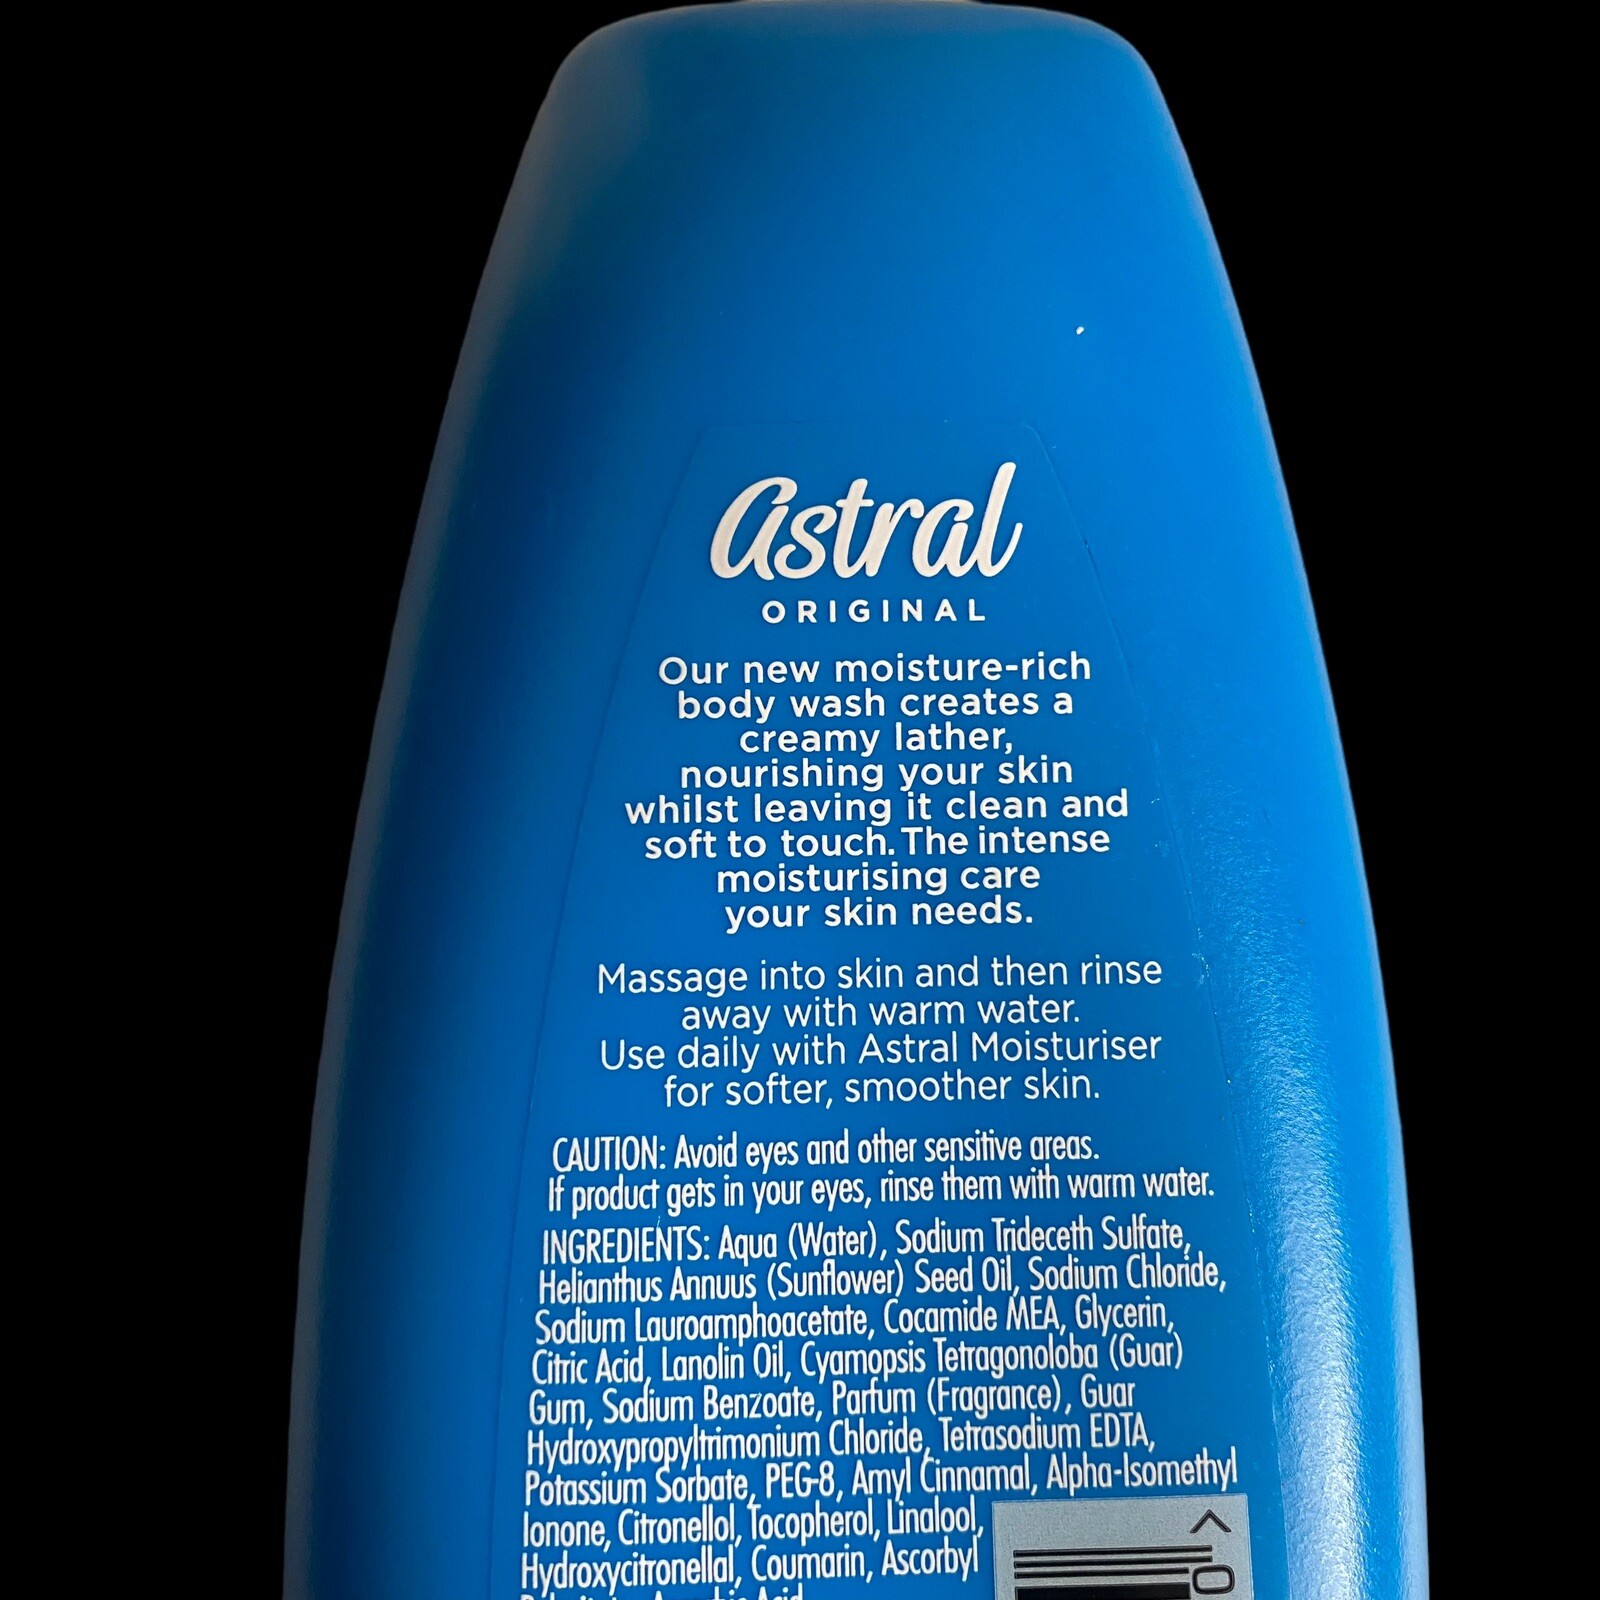 astral
ORIGINAL
Our new moisture-rich
body wash creates a
creamy lather,
nourishing your skin
whilst leaving it clean and
soft to touch. The intense
moisturising care
your skin needs.
Massage into skin and then rinse
away with warm water.
Use daily with Astral Moisturiser
for softer, smoother skin.
CAUTION: Avoid eyes and other sensitive areas.
If product gets in your eyes, rinse them with warm water.
INGREDIENTS: Aqua (Water), Sodium Trideceth Sulfate,
Helianthus Annuus (Sunflower) Seed Oil, Sodium Chloride,
Sodium Lauroamphoacetate, Cocamide MEA, Glycerin,
Citric Acid, Lanolin Oil, Cyamopsis Tetragonoloba (Guar)
Gum, Sodium Benzoate, Parfum (Fragrance), Guar
Hydroxypropyltrimonium Chloride, Tetrasodium EDTA,
Potassium Sorbate, PEG-8, Amyl Cinnamal, Alpha-Isomethyl
Ionone, Citronellol, Tocopherol, Linalool,
Hydroxycitronellal, Coumarin, Ascorbyl
> 0